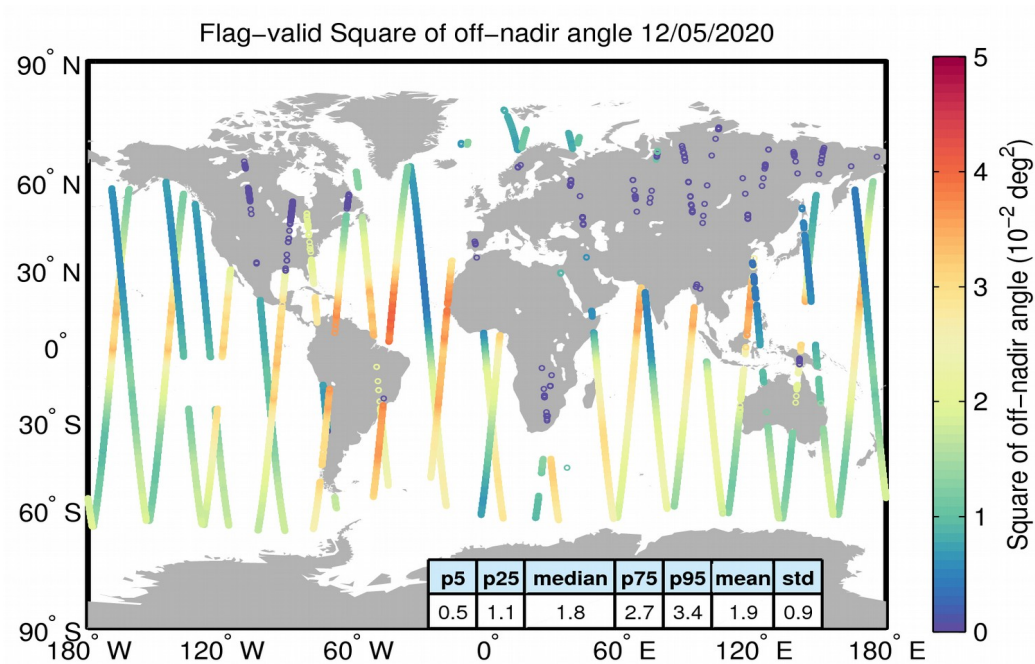 Flag-valid Square of off-nadir angle 12/05/2020
90° N
60° N
30° N
0°
30° S
60° S
90° S
180° W
120° W
60° W
0°
60° E
120° E
180° E
p5 p25 median p75 p95 mean std
0.5 1.1 1.8 2.7 3.4 1.9 0.9
5
4
3
2
1
0
Square of off-nadir angle (10⁻² deg²)